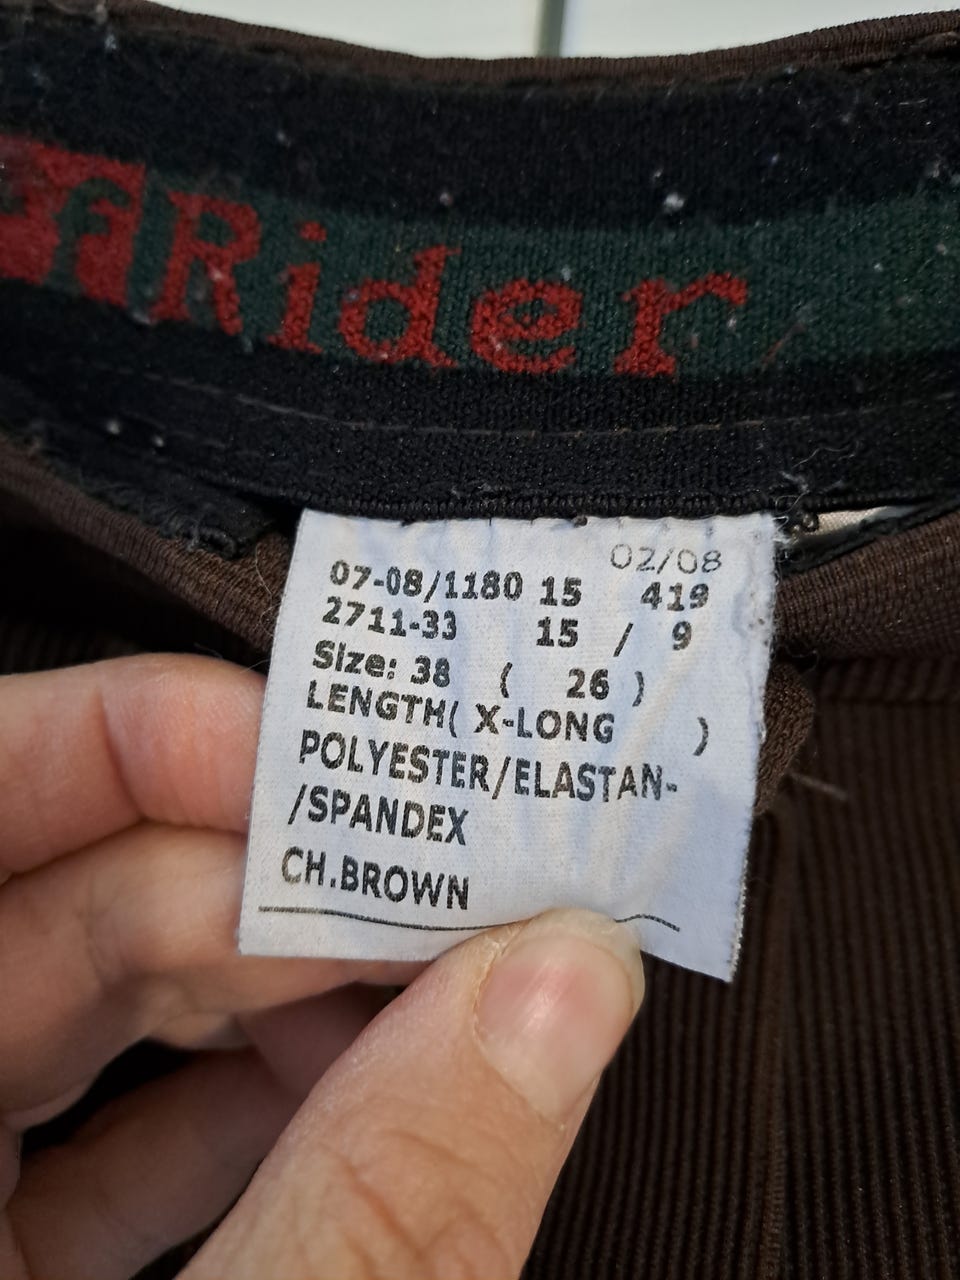 fRider
02/08
07-08/1180 15 419
2711-33 15 / 9
Size: 38 ( 26 )
LENGTH( X-LONG )
POLYESTER/ELASTAN-
/SPANDEX
CH.BROWN